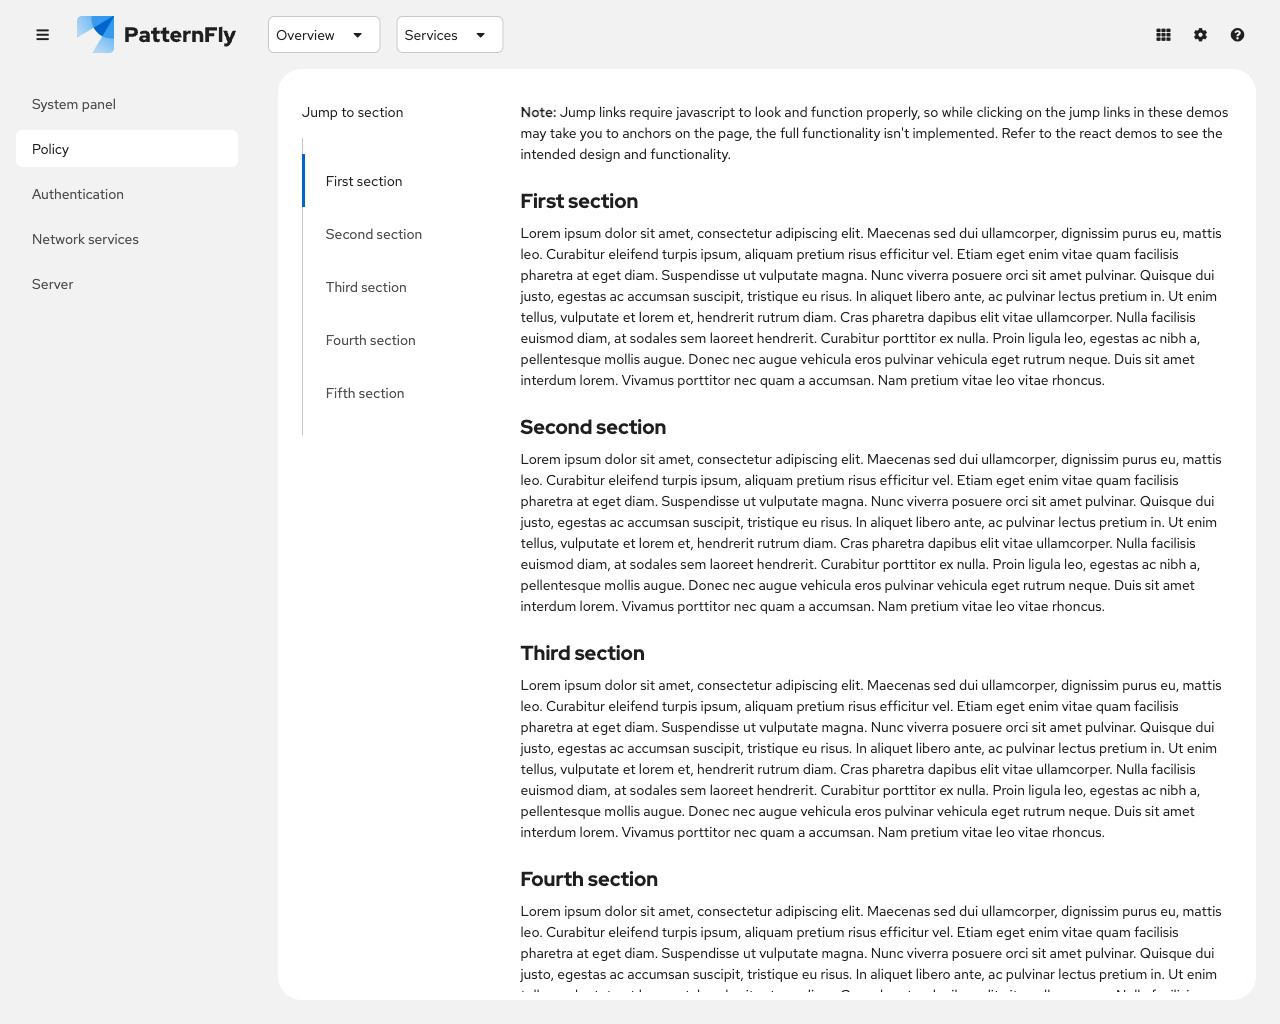 PatternFly
Overview
Services
System panel
Policy
Authentication
Network services
Server
Jump to section
First section
Second section
Third section
Fourth section
Fifth section
Note: Jump links require javascript to look and function properly, so while clicking on the jump links in these demos
may take you to anchors on the page, the full functionality isn't implemented. Refer to the react demos to see the
intended design and functionality.
First section
Lorem ipsum dolor sit amet, consectetur adipiscing elit. Maecenas sed dui ullamcorper, dignissim purus eu, mattis
leo. Curabitur eleifend turpis ipsum, aliquam pretium risus efficitur vel. Etiam eget enim vitae quam facilisis
pharetra at eget diam. Suspendisse ut vulputate magna. Nunc viverra posuere orci sit amet pulvinar. Quisque dui
justo, egestas ac accumsan suscipit, tristique eu risus. In aliquet libero ante, ac pulvinar lectus pretium in. Ut enim
tellus, vulputate et lorem et, hendrerit rutrum diam. Cras pharetra dapibus elit vitae ullamcorper. Nulla facilisis
euismod diam, at sodales sem laoreet hendrerit. Curabitur porttitor ex nulla. Proin ligula leo, egestas ac nibh a,
pellentesque mollis augue. Donec nec augue vehicula eros pulvinar vehicula eget rutrum neque. Duis sit amet
interdum lorem. Vivamus porttitor nec quam a accumsan. Nam pretium vitae leo vitae rhoncus.
Second section
Lorem ipsum dolor sit amet, consectetur adipiscing elit. Maecenas sed dui ullamcorper, dignissim purus eu, mattis
leo. Curabitur eleifend turpis ipsum, aliquam pretium risus efficitur vel. Etiam eget enim vitae quam facilisis
pharetra at eget diam. Suspendisse ut vulputate magna. Nunc viverra posuere orci sit amet pulvinar. Quisque dui
justo, egestas ac accumsan suscipit, tristique eu risus. In aliquet libero ante, ac pulvinar lectus pretium in. Ut enim
tellus, vulputate et lorem et, hendrerit rutrum diam. Cras pharetra dapibus elit vitae ullamcorper. Nulla facilisis
euismod diam, at sodales sem laoreet hendrerit. Curabitur porttitor ex nulla. Proin ligula leo, egestas ac nibh a,
pellentesque mollis augue. Donec nec augue vehicula eros pulvinar vehicula eget rutrum neque. Duis sit amet
interdum lorem. Vivamus porttitor nec quam a accumsan. Nam pretium vitae leo vitae rhoncus.
Third section
Lorem ipsum dolor sit amet, consectetur adipiscing elit. Maecenas sed dui ullamcorper, dignissim purus eu, mattis
leo. Curabitur eleifend turpis ipsum, aliquam pretium risus efficitur vel. Etiam eget enim vitae quam facilisis
pharetra at eget diam. Suspendisse ut vulputate magna. Nunc viverra posuere orci sit amet pulvinar. Quisque dui
justo, egestas ac accumsan suscipit, tristique eu risus. In aliquet libero ante, ac pulvinar lectus pretium in. Ut enim
tellus, vulputate et lorem et, hendrerit rutrum diam. Cras pharetra dapibus elit vitae ullamcorper. Nulla facilisis
euismod diam, at sodales sem laoreet hendrerit. Curabitur porttitor ex nulla. Proin ligula leo, egestas ac nibh a,
pellentesque mollis augue. Donec nec augue vehicula eros pulvinar vehicula eget rutrum neque. Duis sit amet
interdum lorem. Vivamus porttitor nec quam a accumsan. Nam pretium vitae leo vitae rhoncus.
Fourth section
Lorem ipsum dolor sit amet, consectetur adipiscing elit. Maecenas sed dui ullamcorper, dignissim purus eu, mattis
leo. Curabitur eleifend turpis ipsum, aliquam pretium risus efficitur vel. Etiam eget enim vitae quam facilisis
pharetra at eget diam. Suspendisse ut vulputate magna. Nunc viverra posuere orci sit amet pulvinar. Quisque dui
justo, egestas ac accumsan suscipit, tristique eu risus. In aliquet libero ante, ac pulvinar lectus pretium in. Ut enim